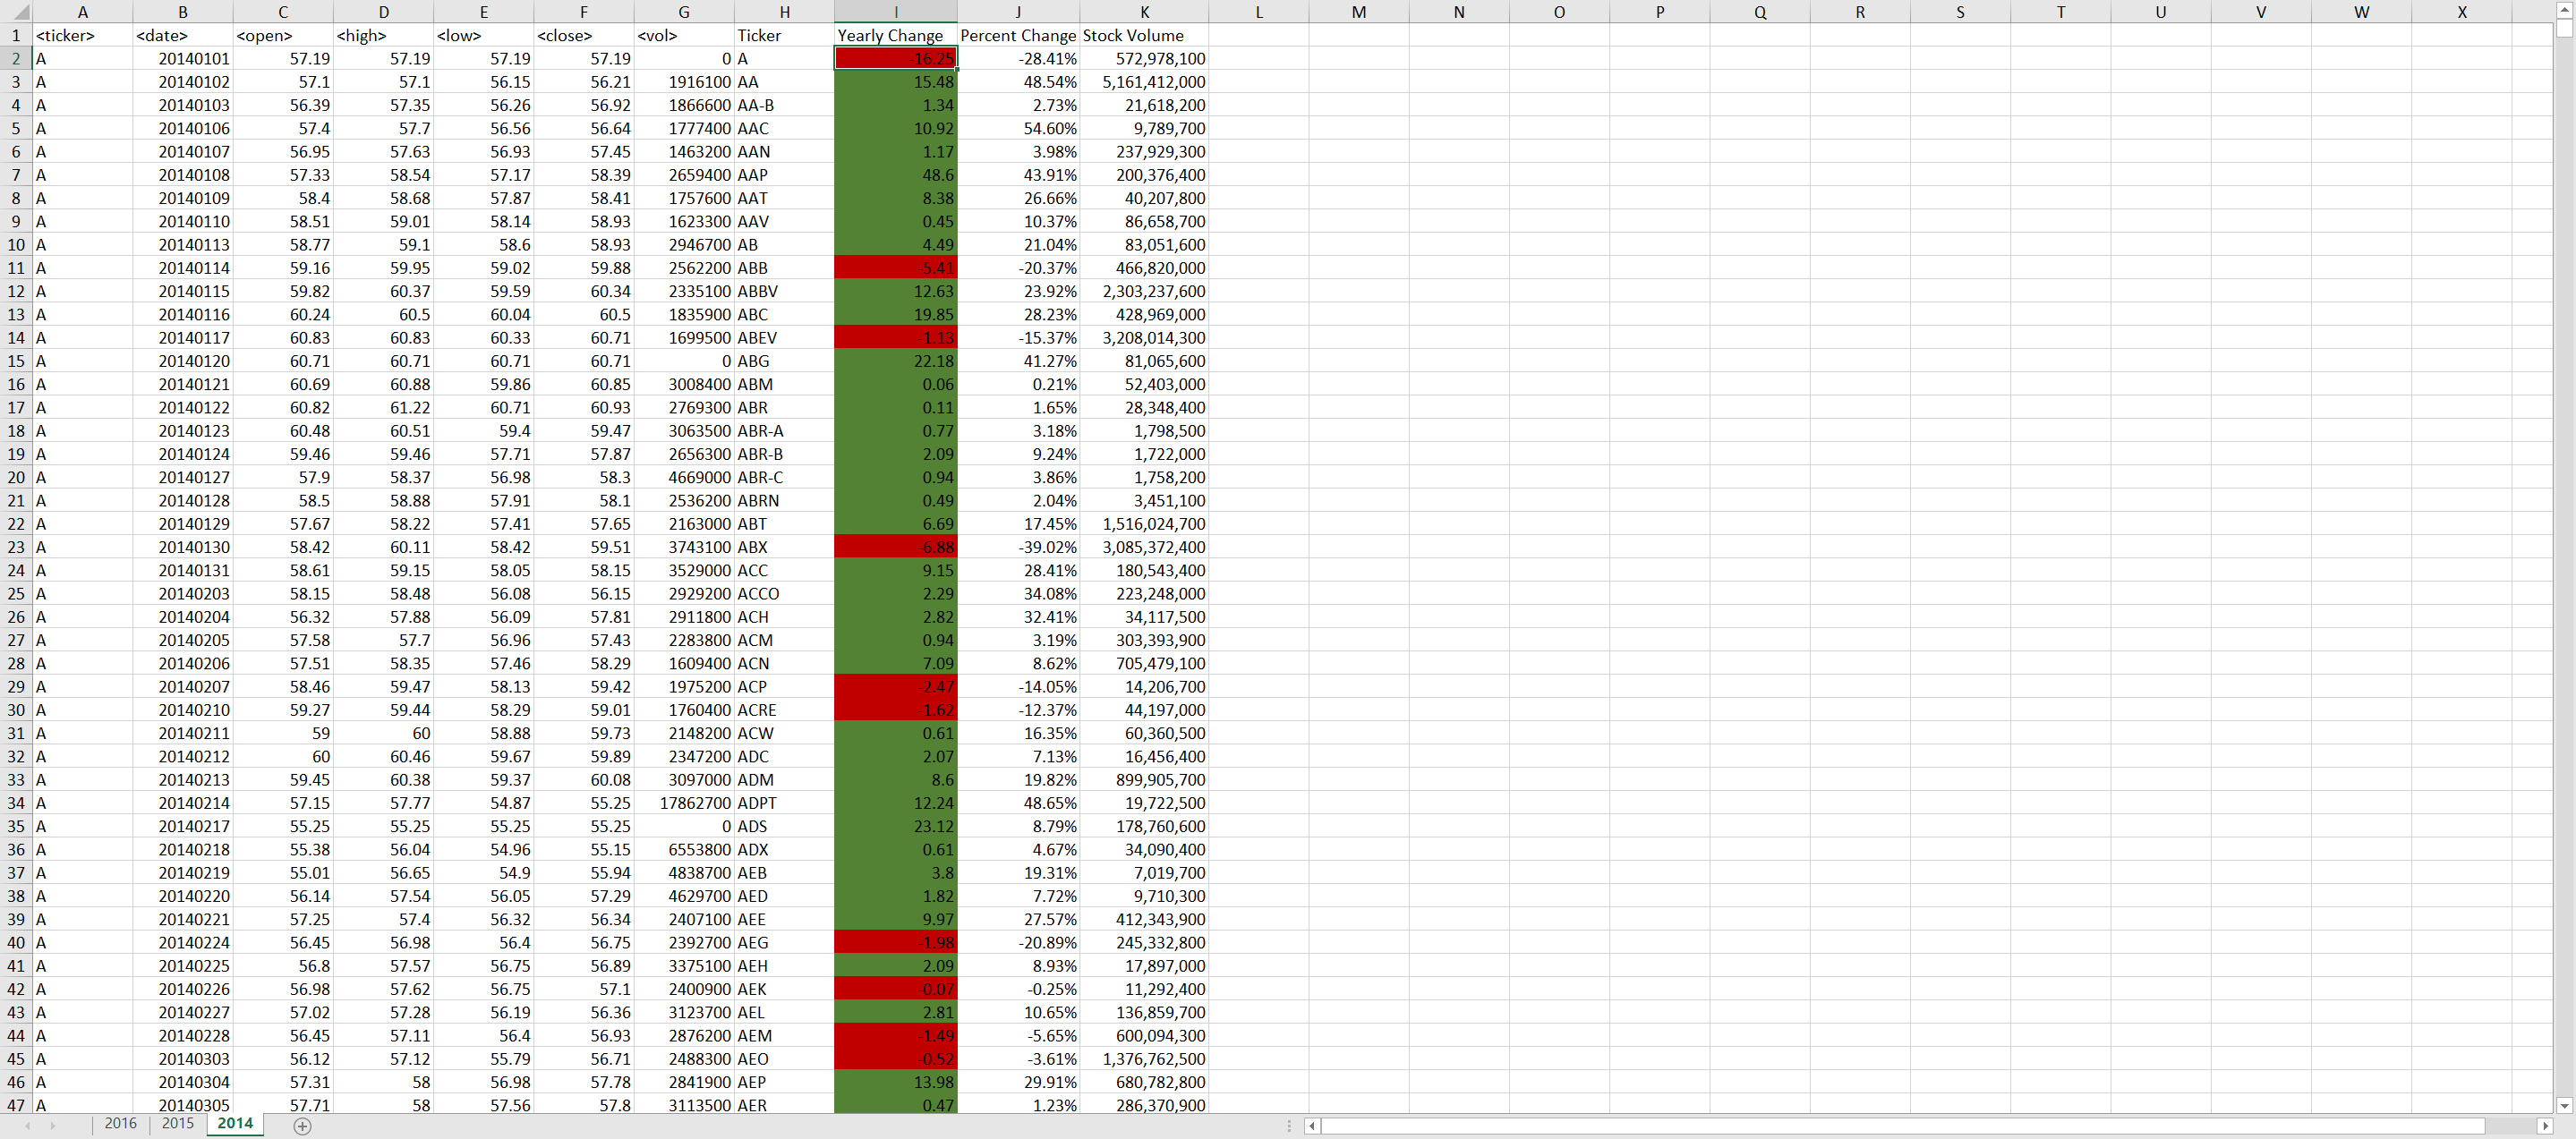 A B C D E F G H I J K L M N O P Q R S T U V W X
1 <ticker> <date> <open> <high> <low> <close> <vol> Ticker Yearly Change Percent Change Stock Volume
2 A 20140101 57.19 57.19 57.19 57.19 0 A -16.25 -28.41% 572,978,100
3 A 20140102 57.1 57.1 56.15 56.21 1916100 AA 15.48 48.54% 5,161,412,000
4 A 20140103 56.39 57.35 56.26 56.92 1866600 AA-B 1.34 2.73% 21,618,200
5 A 20140106 57.4 57.7 56.56 56.64 1777400 AAC 10.92 54.60% 9,789,700
6 A 20140107 56.95 57.63 56.93 57.45 1463200 AAN 1.17 3.98% 237,929,300
7 A 20140108 57.33 58.54 57.17 58.39 2659400 AAP 48.6 43.91% 200,376,400
8 A 20140109 58.4 58.68 57.87 58.41 1757600 AAT 8.38 26.66% 40,207,800
9 A 20140110 58.51 59.01 58.14 58.93 1623300 AAV 0.45 10.37% 86,658,700
10 A 20140113 58.77 59.1 58.6 58.93 2946700 AB 4.49 21.04% 83,051,600
11 A 20140114 59.16 59.95 59.02 59.88 2562200 ABB -5.41 -20.37% 466,820,000
12 A 20140115 59.82 60.37 59.59 60.34 2335100 ABBV 12.63 23.92% 2,303,237,600
13 A 20140116 60.24 60.5 60.04 60.5 1835900 ABC 19.85 28.23% 428,969,000
14 A 20140117 60.83 60.83 60.33 60.71 1699500 ABEV -1.13 -15.37% 3,208,014,300
15 A 20140120 60.71 60.71 60.71 60.71 0 ABG 22.18 41.27% 81,065,600
16 A 20140121 60.69 60.88 59.86 60.85 3008400 ABM 0.06 0.21% 52,403,000
17 A 20140122 60.82 61.22 60.71 60.93 2769300 ABR 0.11 1.65% 28,348,400
18 A 20140123 60.48 60.51 59.4 59.47 3063500 ABR-A 0.77 3.18% 1,798,500
19 A 20140124 59.46 59.46 57.71 57.87 2656300 ABR-B 2.09 9.24% 1,722,000
20 A 20140127 57.9 58.37 56.98 58.3 4669000 ABR-C 0.94 3.86% 1,758,200
21 A 20140128 58.5 58.88 57.91 58.1 2536200 ABRN 0.49 2.04% 3,451,100
22 A 20140129 57.67 58.22 57.41 57.65 2163000 ABT 6.69 17.45% 1,516,024,700
23 A 20140130 58.42 60.11 58.42 59.51 3743100 ABX -6.88 -39.02% 3,085,372,400
24 A 20140131 58.61 59.15 58.05 58.15 3529000 ACC 9.15 28.41% 180,543,400
25 A 20140203 58.15 58.48 56.08 56.15 2929200 ACCO 2.29 34.08% 223,248,000
26 A 20140204 56.32 57.88 56.09 57.81 2911800 ACH 2.82 32.41% 34,117,500
27 A 20140205 57.58 57.7 56.96 57.43 2283800 ACM 0.94 3.19% 303,393,900
28 A 20140206 57.51 58.35 57.46 58.29 1609400 ACN 7.09 8.62% 705,479,100
29 A 20140207 58.46 59.47 58.13 59.42 1975200 ACP -2.47 -14.05% 14,206,700
30 A 20140210 59.27 59.44 58.29 59.01 1760400 ACRE -1.62 -12.37% 44,197,000
31 A 20140211 59 60 58.88 59.73 2148200 ACW 0.61 16.35% 60,360,500
32 A 20140212 60 60.46 59.67 59.89 2347200 ADC 2.07 7.13% 16,456,400
33 A 20140213 59.45 60.38 59.37 60.08 3097000 ADM 8.6 19.82% 899,905,700
34 A 20140214 57.15 57.77 54.87 55.25 17862700 ADPT 12.24 48.65% 19,722,500
35 A 20140217 55.25 55.25 55.25 55.25 0 ADS 23.12 8.79% 178,760,600
36 A 20140218 55.38 56.04 54.96 55.15 6553800 ADX 0.61 4.67% 34,090,400
37 A 20140219 55.01 56.65 54.9 55.94 4838700 AEB 3.8 19.31% 7,019,700
38 A 20140220 56.14 57.54 56.05 57.29 4629700 AED 1.82 7.72% 9,710,300
39 A 20140221 57.25 57.4 56.32 56.34 2407100 AEE 9.97 27.57% 412,343,900
40 A 20140224 56.45 56.98 56.4 56.75 2392700 AEG -1.98 -20.89% 245,332,800
41 A 20140225 56.8 57.57 56.75 56.89 3375100 AEH 2.09 8.93% 17,897,000
42 A 20140226 56.98 57.62 56.75 57.1 2400900 AEK -0.07 -0.25% 11,292,400
43 A 20140227 57.02 57.28 56.19 56.36 3123700 AEL 2.81 10.65% 136,859,700
44 A 20140228 56.45 57.11 56.4 56.93 2876200 AEM -1.49 -5.65% 600,094,300
45 A 20140303 56.12 57.12 55.79 56.71 2488300 AEO -0.52 -3.61% 1,376,762,500
46 A 20140304 57.31 58 56.98 57.78 2841900 AEP 13.98 29.91% 680,782,800
47 A 20140305 57.71 58 57.56 57.8 3113500 AER 0.47 1.23% 286,370,900
2016 2015 2014